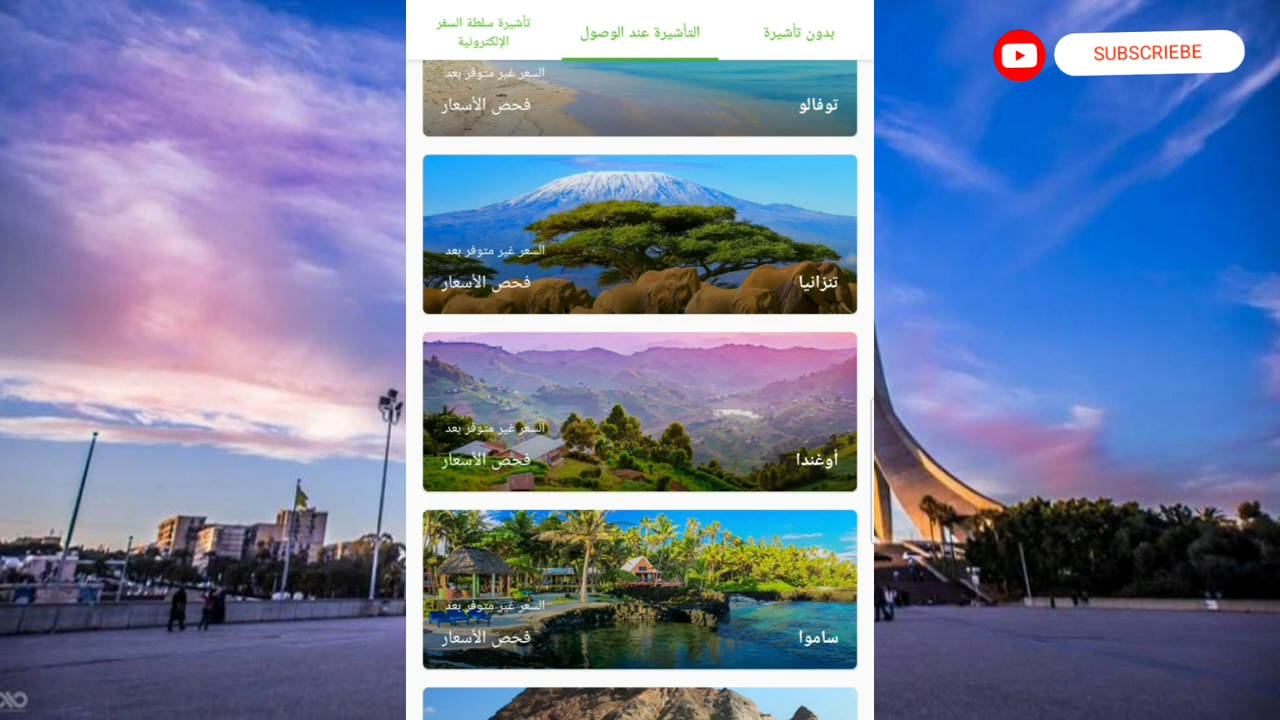 بدون تأشيرة
التأشيرة عند الوصول
تأشيرة سلطة السفر
الإلكترونية
SUBSCRIEBE
السعر غير متوفر بعد
توفالو
فحص الأسعار
السعر غير متوفر بعد
تنزانيا
فحص الأسعار
السعر غير متوفر بعد
أوغندا
فحص الأسعار
السعر غير متوفر بعد
ساموا
فحص الأسعار